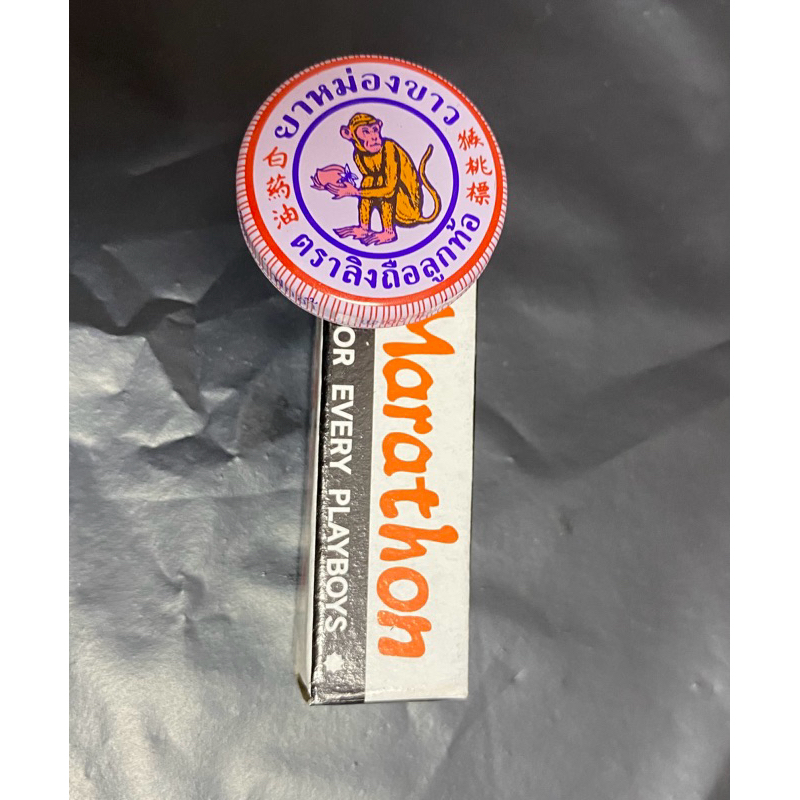 ยาหม่องขาว
白药油
猴桃標
ตราลิงถือลูกท้อ
Marathon
OR EVERY PLAYBOYS